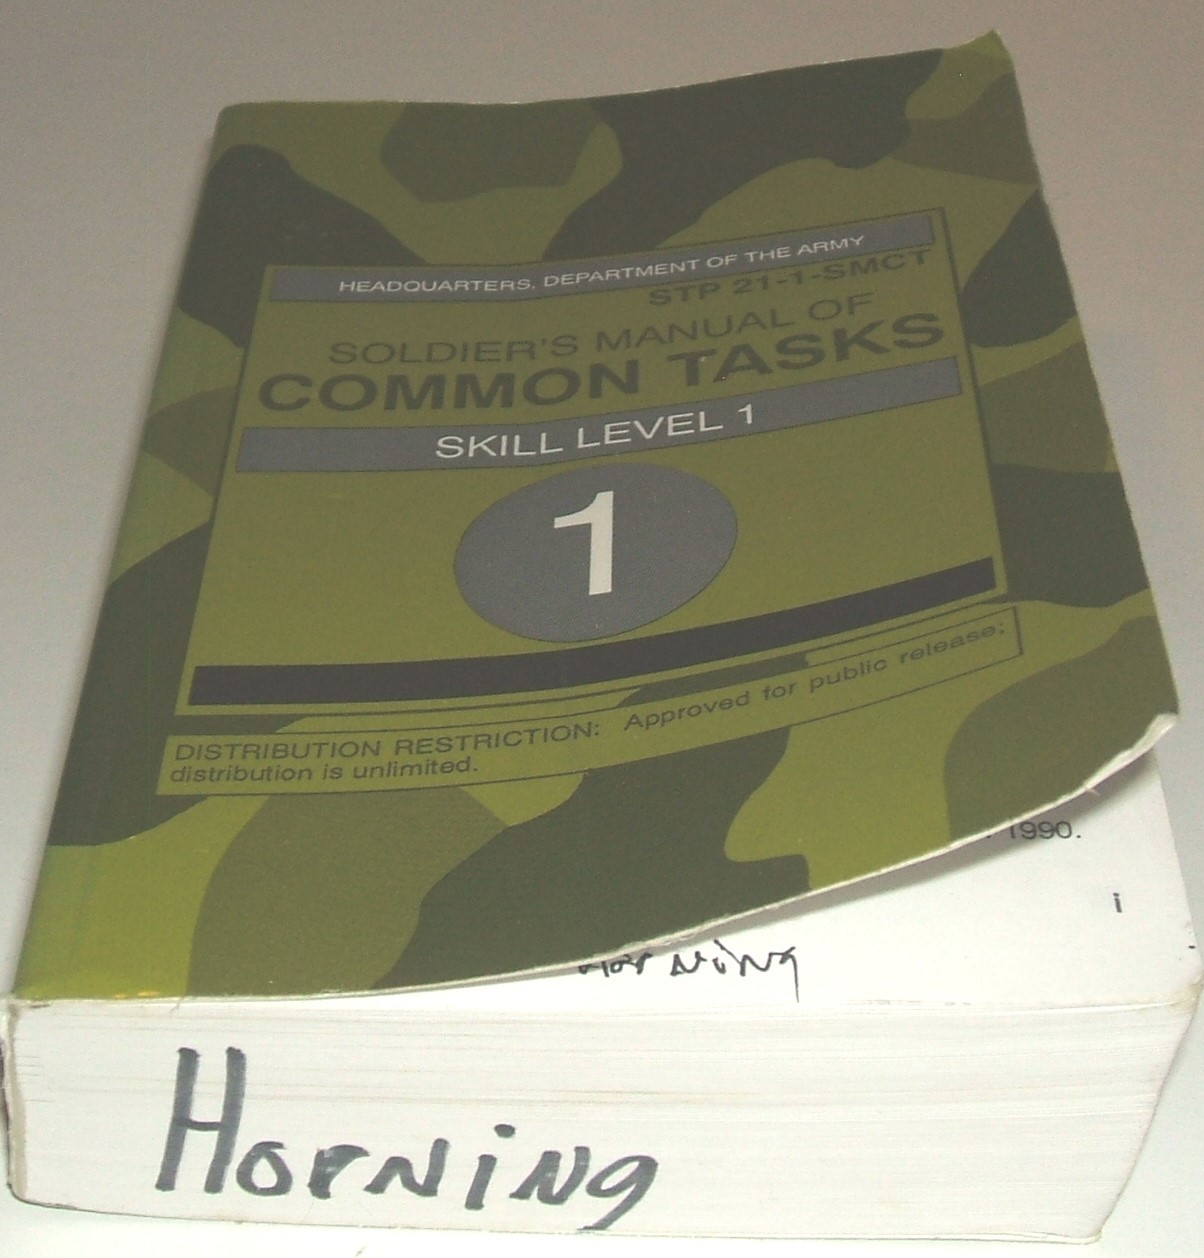 HEADQUARTERS, DEPARTMENT OF THE ARMY
STP 21-1-SMCT
SOLDIER'S MANUAL OF
COMMON TASKS
SKILL LEVEL 1
1
DISTRIBUTION RESTRICTION: Approved for public release;
distribution is unlimited.
1990.
i
Horning
Horning